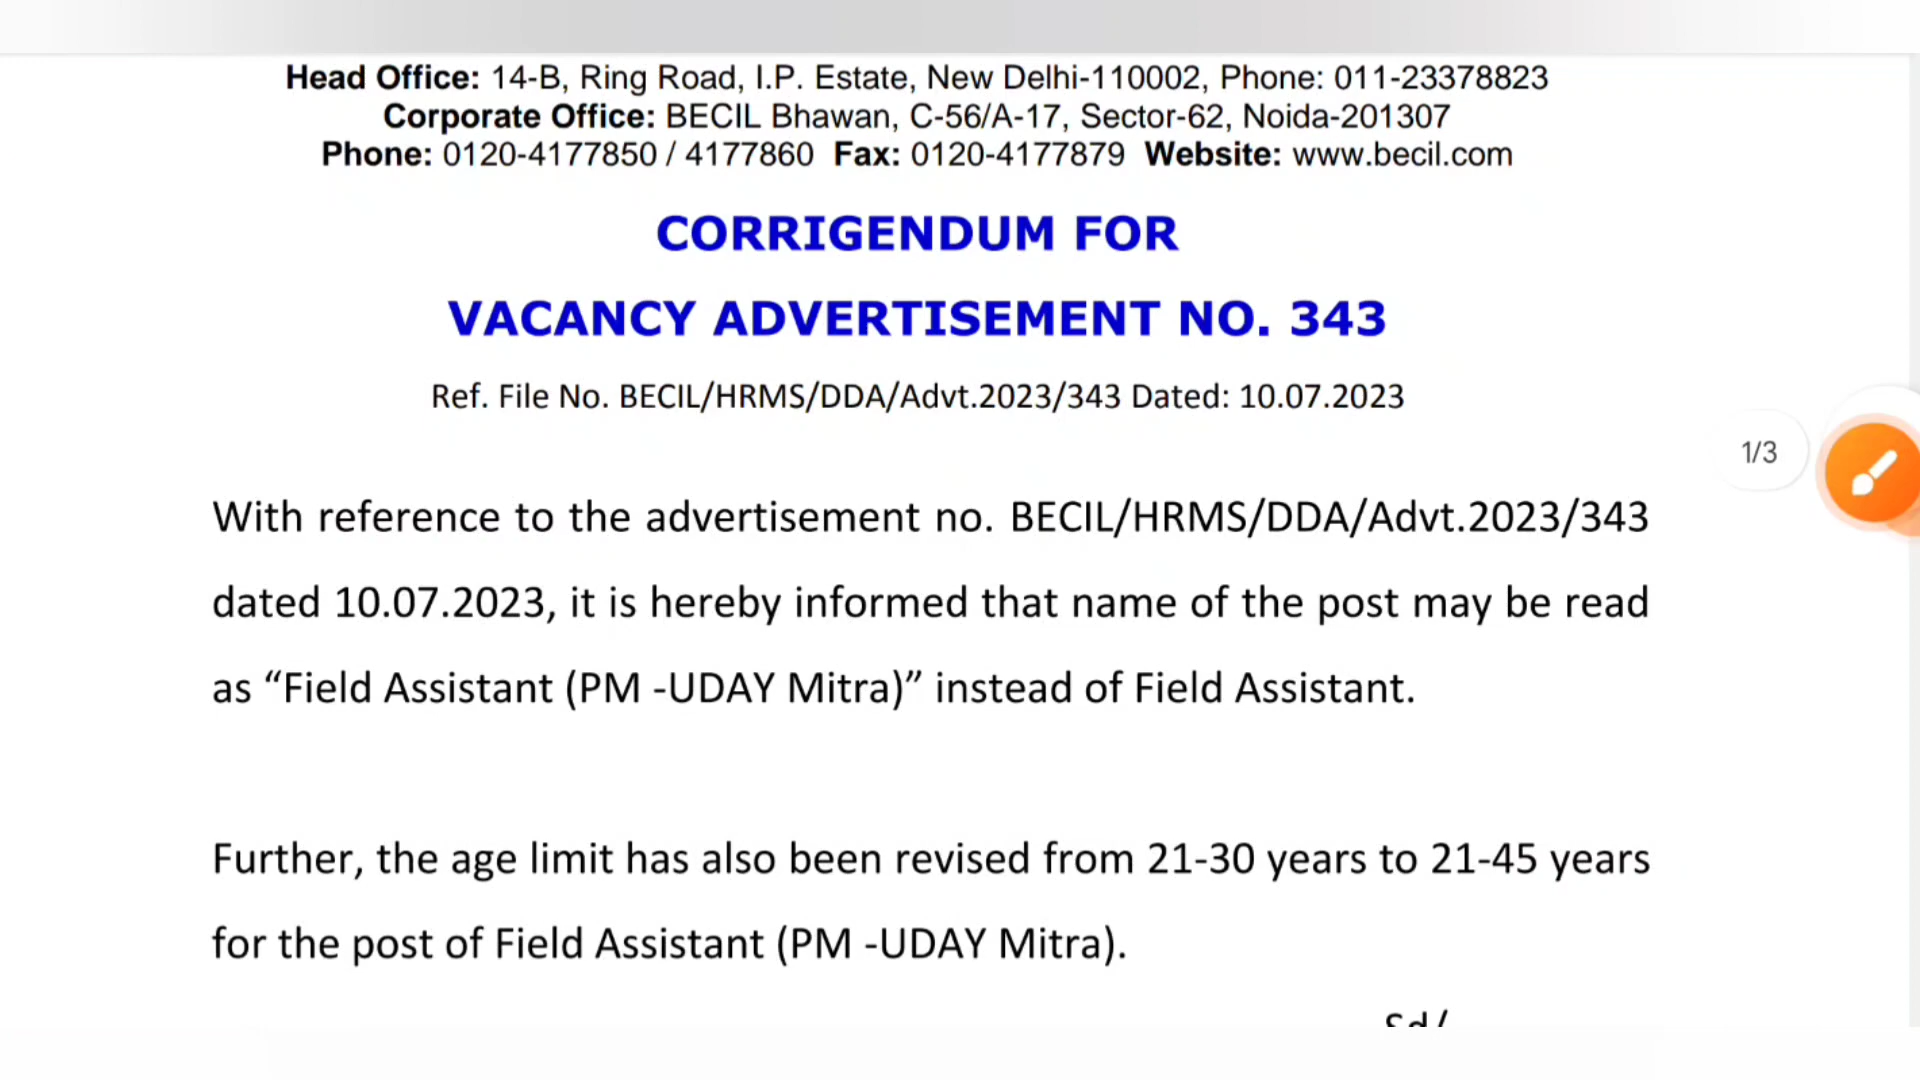 Head Office: 14-B, Ring Road, I.P. Estate, New Delhi-110002, Phone: 011-23378823
Corporate Office: BECIL Bhawan, C-56/A-17, Sector-62, Noida-201307
Phone: 0120-4177850 / 4177860 Fax: 0120-4177879 Website: www.becil.com
CORRIGENDUM FOR
VACANCY ADVERTISEMENT NO. 343
Ref. File No. BECIL/HRMS/DDA/Advt.2023/343 Dated: 10.07.2023
1/3
With reference to the advertisement no. BECIL/HRMS/DDA/Advt.2023/343
dated 10.07.2023, it is hereby informed that name of the post may be read
as “Field Assistant (PM -UDAY Mitra)” instead of Field Assistant.
Further, the age limit has also been revised from 21-30 years to 21-45 years
for the post of Field Assistant (PM -UDAY Mitra).
Sd/